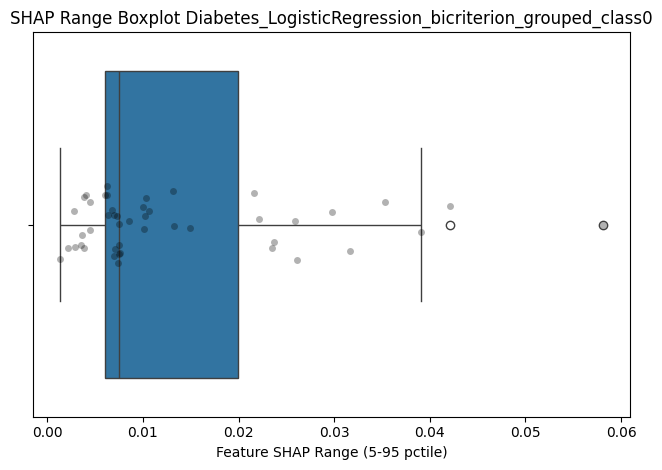 SHAP Range Boxplot Diabetes_LogisticRegression_bicriterion_grouped_class0
0.00 0.01 0.02 0.03 0.04 0.05 0.06
Feature SHAP Range (5-95 pctile)